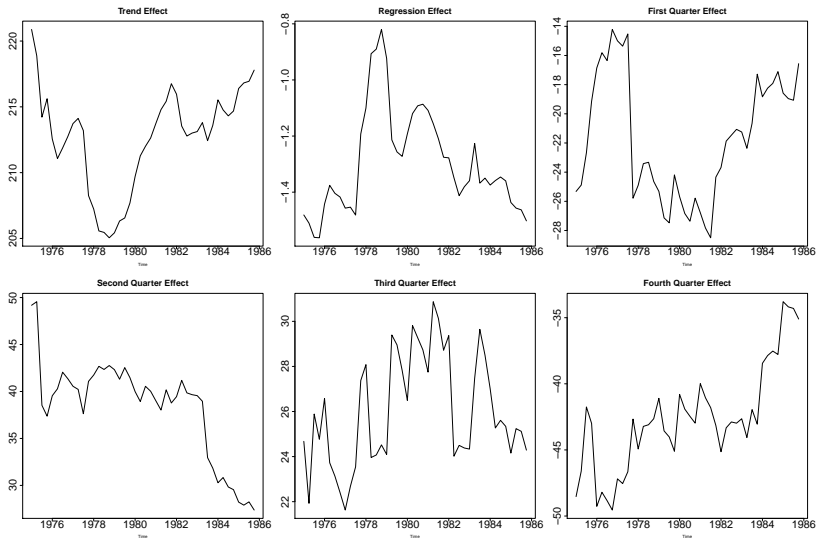 Trend Effect
220
215
210
205
1976 1978 1980 1982 1984 1986
Time
Regression Effect
−0.8
−1.0
−1.2
−1.4
1976 1978 1980 1982 1984 1986
Time
First Quarter Effect
−14
−16
−18
−20
−22
−24
−26
−28
1976 1978 1980 1982 1984 1986
Time
Second Quarter Effect
50
45
40
35
30
1976 1978 1980 1982 1984 1986
Time
Third Quarter Effect
30
28
26
24
22
1976 1978 1980 1982 1984 1986
Time
Fourth Quarter Effect
−35
−40
−45
−50
1976 1978 1980 1982 1984 1986
Time